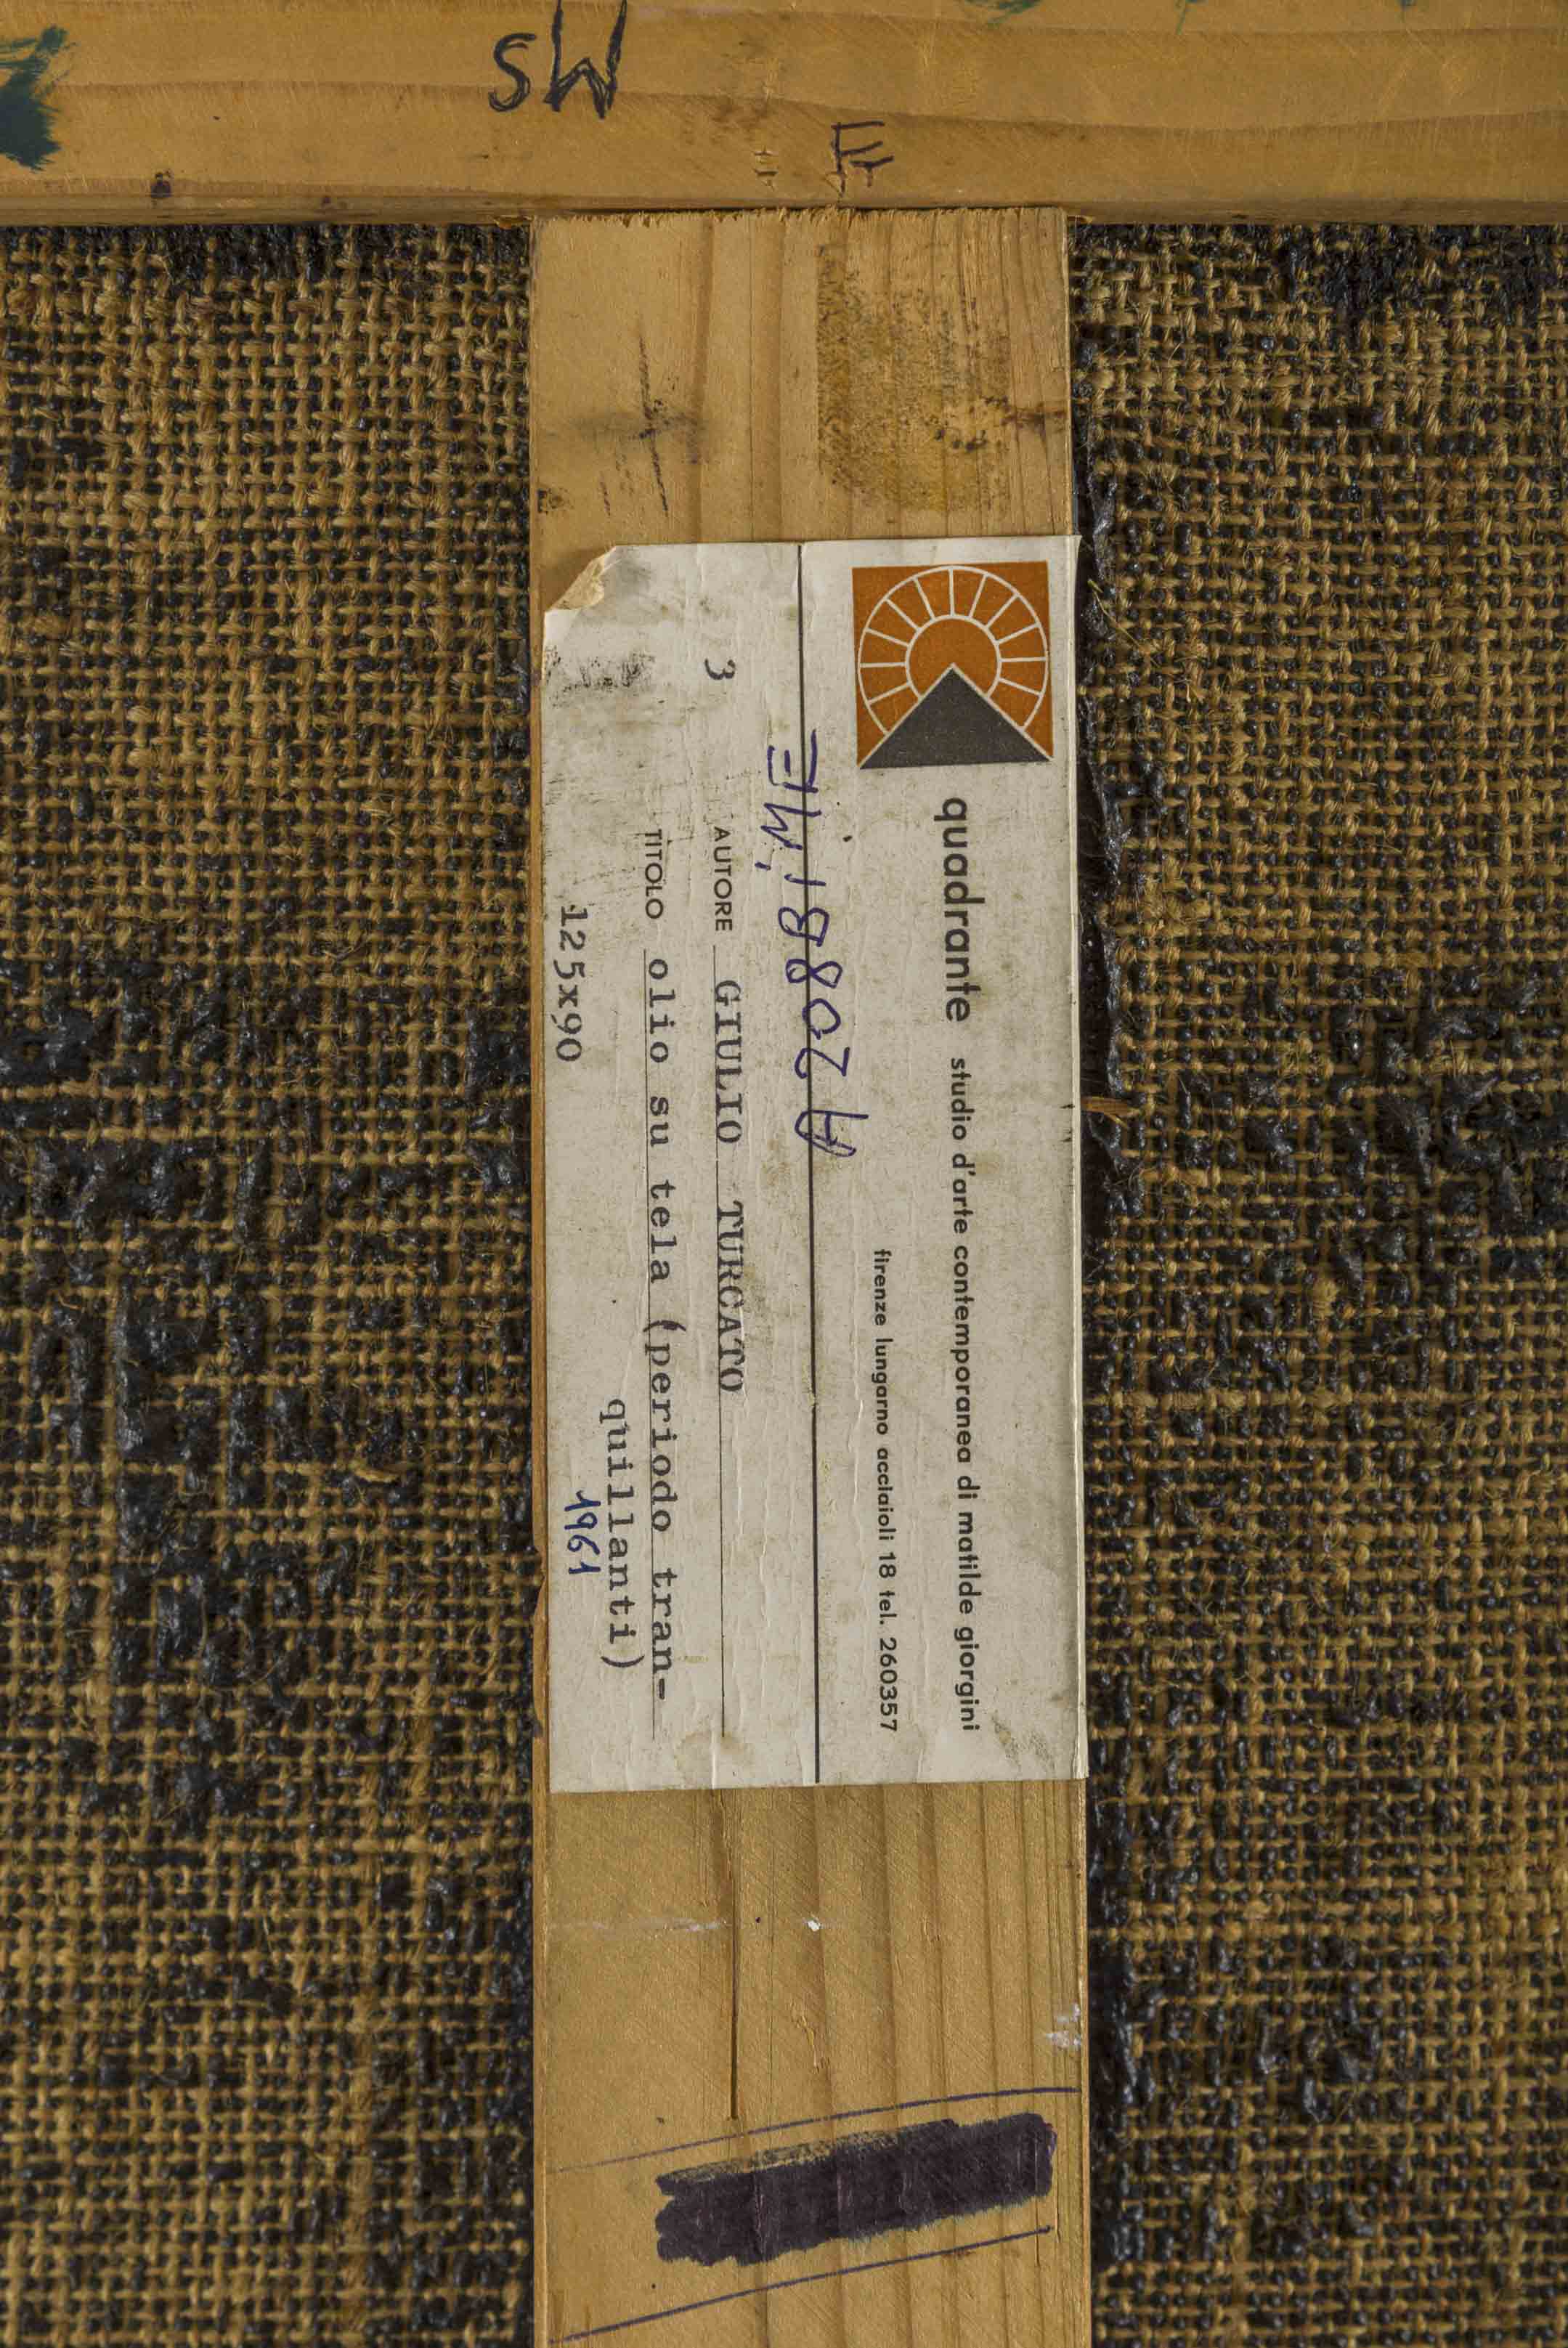 SW
quadrante studio d'arte contemporanea di matilde giorgini
firenze lungarno acciaioli 18 tel. 260357
3
AUTORE GIULIO TURCATO
TITOLO olio su tela (periodo tran-
quillanti)
125x90
1961